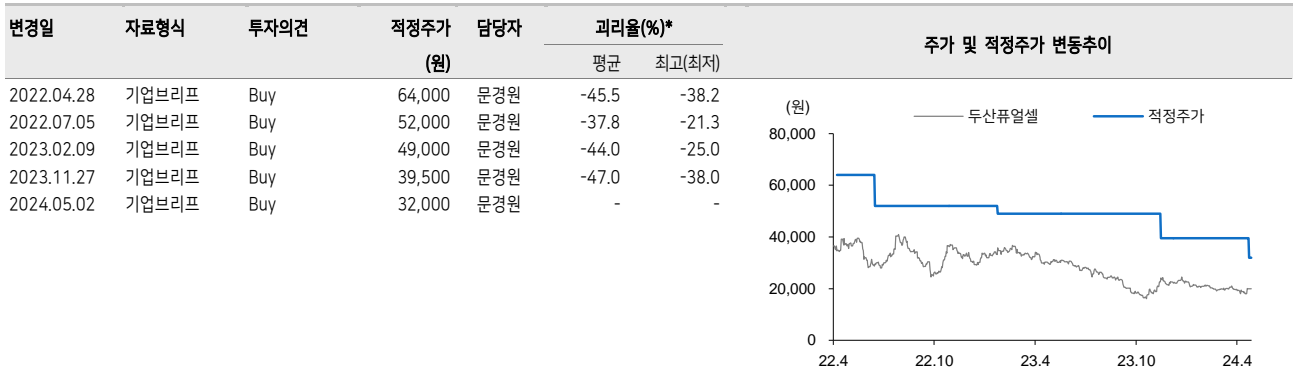 변경일 자료형식 투자의견 적정주가 담당자 괴리율(%)* 주가 및 적정주가 변동추이
(원) 평균 최고(최저)
2022.04.28 기업브리프 Buy 64,000 문경원 -45.5 -38.2
2022.07.05 기업브리프 Buy 52,000 문경원 -37.8 -21.3
2023.02.09 기업브리프 Buy 49,000 문경원 -44.0 -25.0
2023.11.27 기업브리프 Buy 39,500 문경원 -47.0 -38.0
2024.05.02 기업브리프 Buy 32,000 문경원 - -
(원) 두산퓨얼셀 적정주가
80,000
60,000
40,000
20,000
0
22.4 22.10 23.4 23.10 24.4